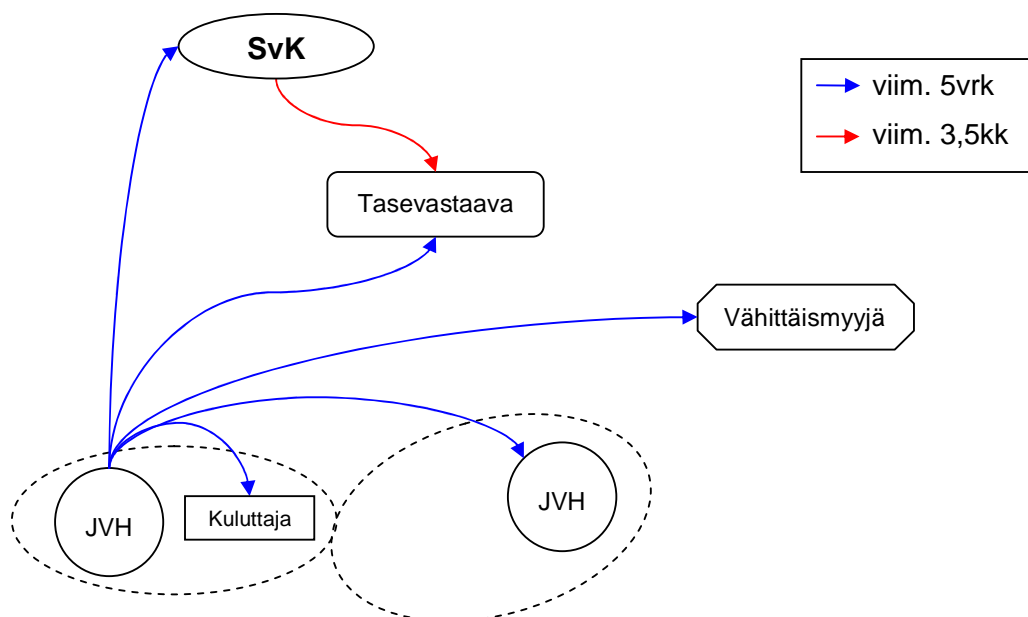 SvK
viim. 5vrk
viim. 3,5kk
Tasevastaava
Vähittäismyyjä
JVH
Kuluttaja
JVH